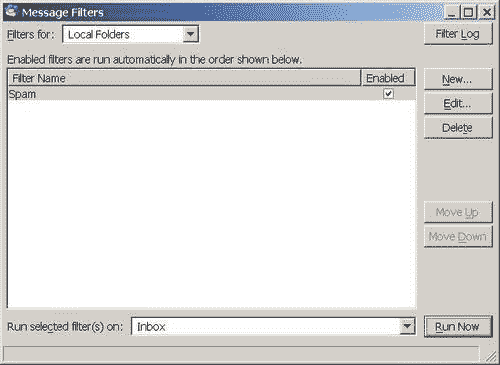 Message Filters
Filters for: Local Folders Filter Log
Enabled filters are run automatically in the order shown below.
Filter Name Enabled New...
Spam
Edit...
Delete
Move Up
Move Down
Run selected filter(s) on: Inbox Run Now